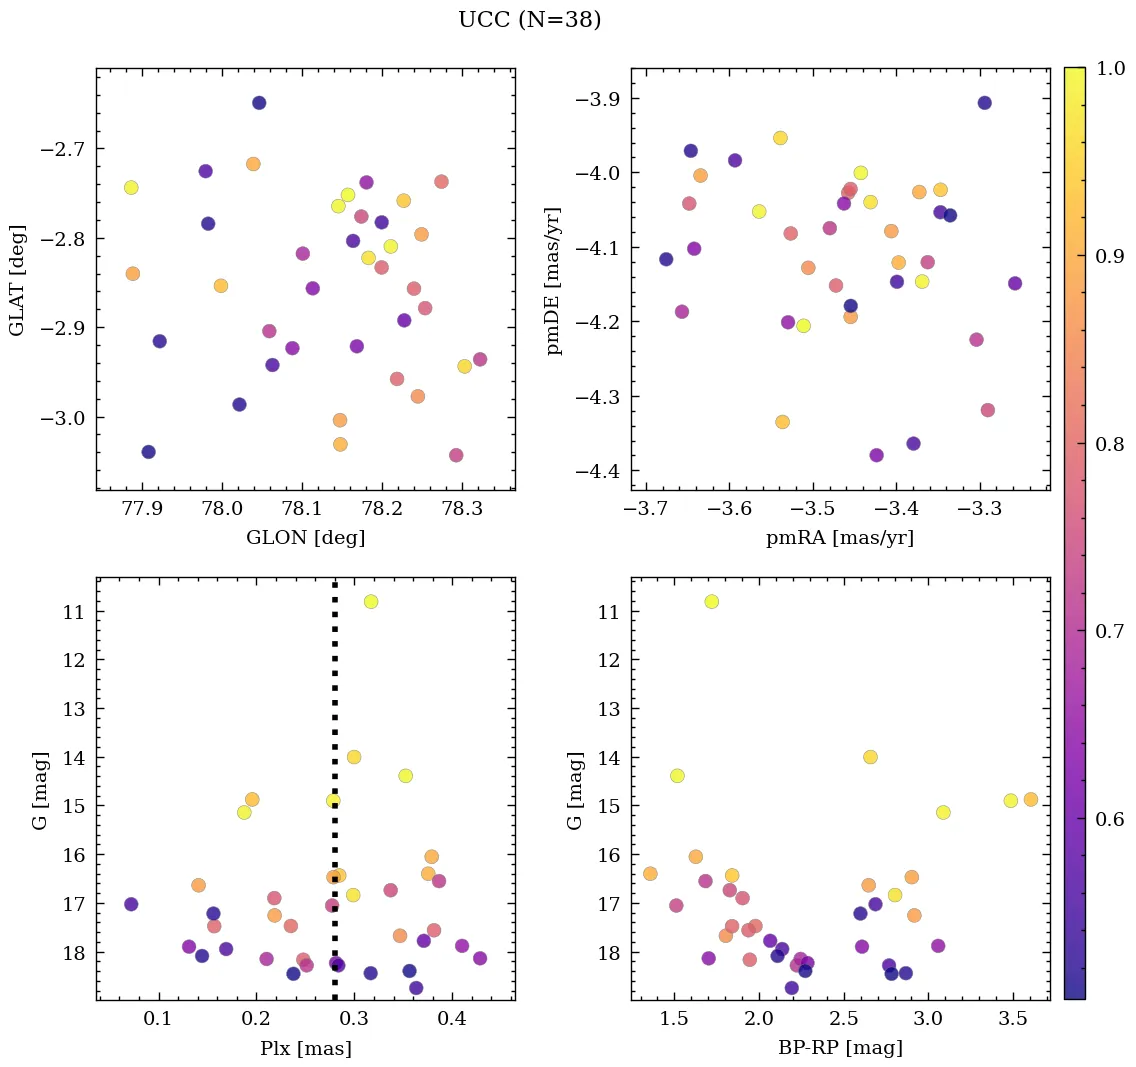 UCC (N=38)
−2.7
−2.8
−2.9
−3.0
GLAT [deg]
77.9 78.0 78.1 78.2 78.3
GLON [deg]
−3.9
−4.0
−4.1
−4.2
−4.3
−4.4
pmDE [mas/yr]
−3.7 −3.6 −3.5 −3.4 −3.3
pmRA [mas/yr]
11
12
13
14
15
16
17
18
G [mag]
0.1 0.2 0.3 0.4
Plx [mas]
11
12
13
14
15
16
17
18
G [mag]
1.5 2.0 2.5 3.0 3.5
BP-RP [mag]
1.0
0.9
0.8
0.7
0.6